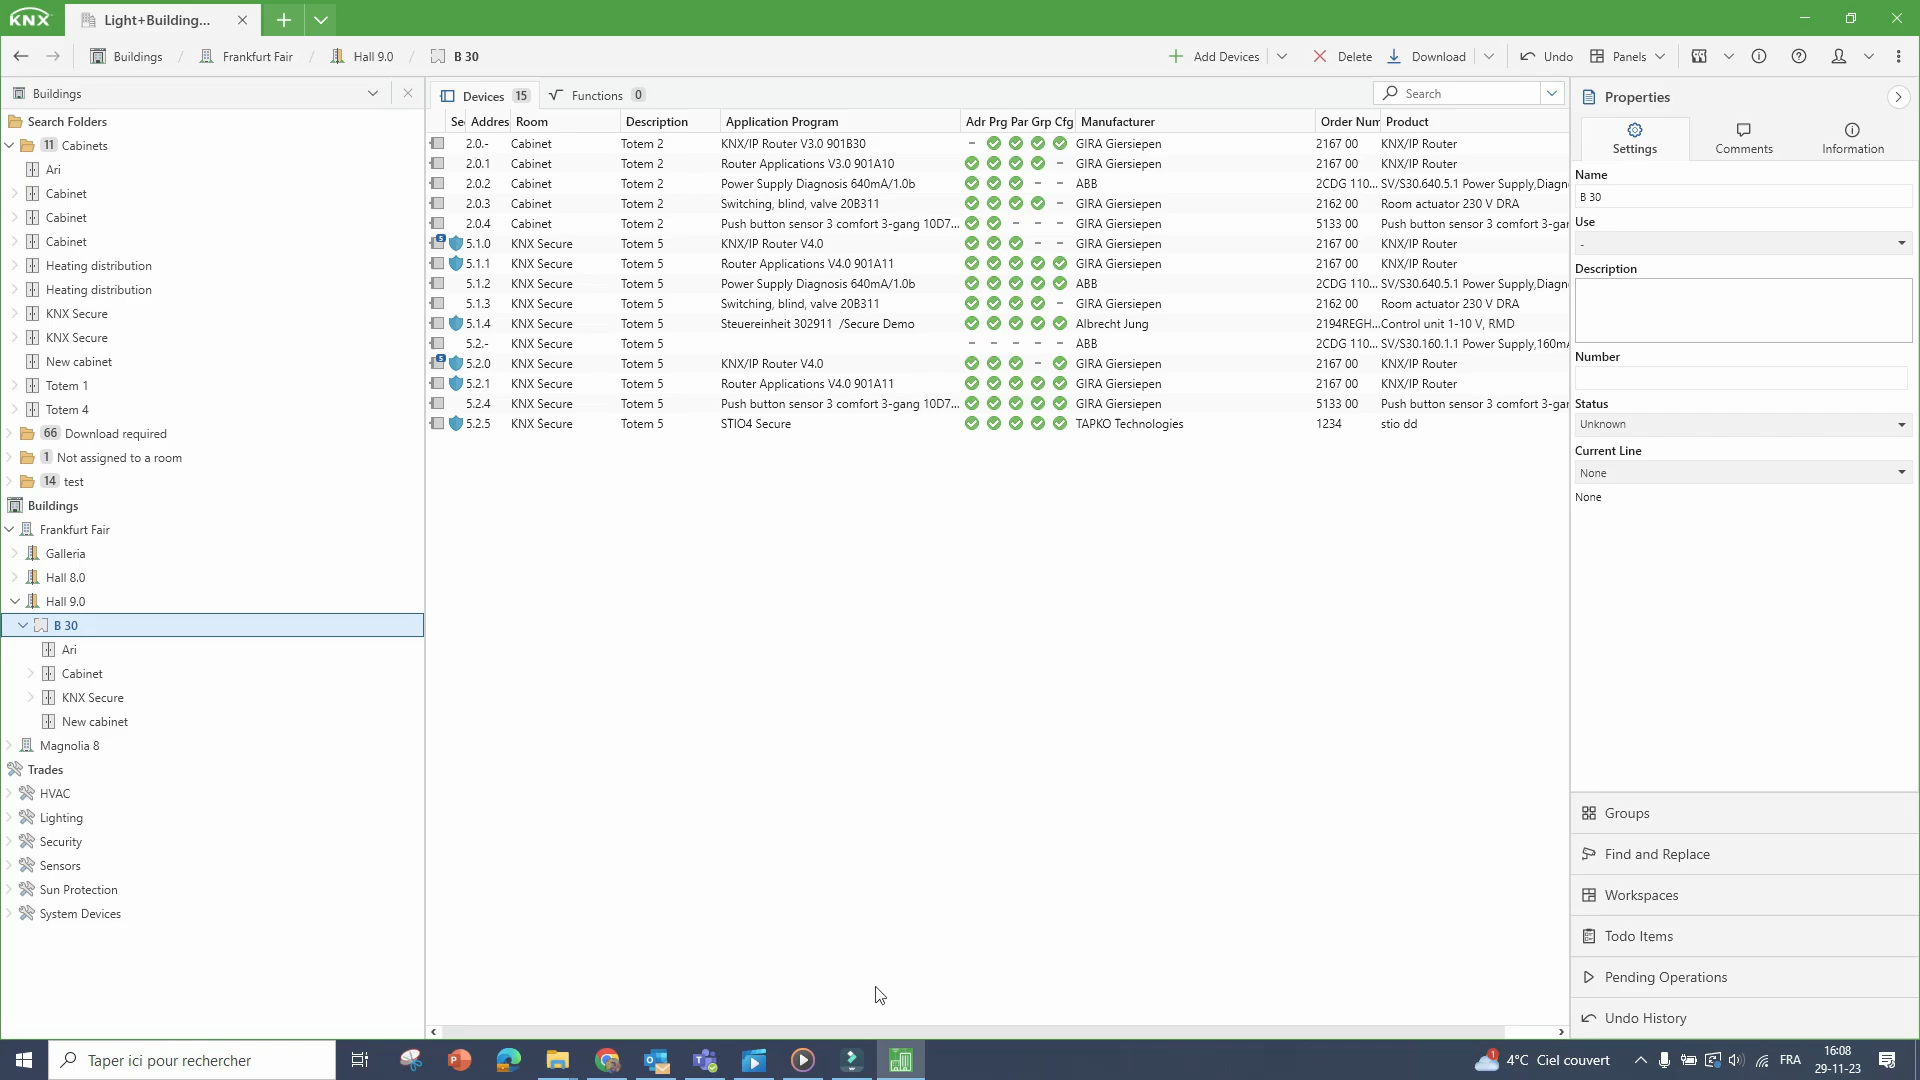 KNX Light+Building...
Buildings / Frankfurt Fair / Hall 9.0 / B 30 Add Devices Delete Download Undo Panels
Buildings
Search Folders
11 Cabinets
Ari
Cabinet
Cabinet
Cabinet
Heating distribution
Heating distribution
KNX Secure
KNX Secure
New cabinet
Totem 1
Totem 4
66 Download required
1 Not assigned to a room
14 test
Buildings
Frankfurt Fair
Galleria
Hall 8.0
Hall 9.0
B 30
Ari
Cabinet
KNX Secure
New cabinet
Magnolia 8
Trades
HVAC
Lighting
Security
Sensors
Sun Protection
System Devices
Devices 15 Functions 0 Search
Se Addres Room Description Application Program Adr Prg Par Grp Cfg Manufacturer Order Num Product
2.0.- Cabinet Totem 2 KNX/IP Router V3.0 901B30 - GIRA Giersiepen 2167 00 KNX/IP Router
2.0.1 Cabinet Totem 2 Router Applications V3.0 901A10 - GIRA Giersiepen 2167 00 KNX/IP Router
2.0.2 Cabinet Totem 2 Power Supply Diagnosis 640mA/1.0b - - ABB 2CDG 110... SV/S30.640.5.1 Power Supply,Diagn
2.0.3 Cabinet Totem 2 Switching, blind, valve 20B311 - GIRA Giersiepen 2162 00 Room actuator 230 V DRA
2.0.4 Cabinet Totem 2 Push button sensor 3 comfort 3-gang 10D7... - - - GIRA Giersiepen 5133 00 Push button sensor 3 comfort 3-gar
5.1.0 KNX Secure Totem 5 KNX/IP Router V4.0 - - GIRA Giersiepen 2167 00 KNX/IP Router
5.1.1 KNX Secure Totem 5 Router Applications V4.0 901A11 GIRA Giersiepen 2167 00 KNX/IP Router
5.1.2 KNX Secure Totem 5 Power Supply Diagnosis 640mA/1.0b ABB 2CDG 110... SV/S30.640.5.1 Power Supply,Diagn
5.1.3 KNX Secure Totem 5 Switching, blind, valve 20B311 - GIRA Giersiepen 2162 00 Room actuator 230 V DRA
5.1.4 KNX Secure Totem 5 Steuereinheit 302911 /Secure Demo Albrecht Jung 2194REGH... Control unit 1-10 V, RMD
5.2.- KNX Secure Totem 5 - - - - - ABB 2CDG 110... SV/S30.160.1.1 Power Supply,160mA
5.2.0 KNX Secure Totem 5 KNX/IP Router V4.0 - GIRA Giersiepen 2167 00 KNX/IP Router
5.2.1 KNX Secure Totem 5 Router Applications V4.0 901A11 GIRA Giersiepen 2167 00 KNX/IP Router
5.2.4 KNX Secure Totem 5 Push button sensor 3 comfort 3-gang 10D7... GIRA Giersiepen 5133 00 Push button sensor 3 comfort 3-gar
5.2.5 KNX Secure Totem 5 STIO4 Secure TAPKO Technologies 1234 stio dd
Properties
Settings Comments Information
Name
B 30
Use
-
Description
Number
Status
Unknown
Current Line
None
None
Groups
Find and Replace
Workspaces
Todo Items
Pending Operations
Undo History
Taper ici pour rechercher
1 4°C Ciel couvert FRA 16:08
29-11-23